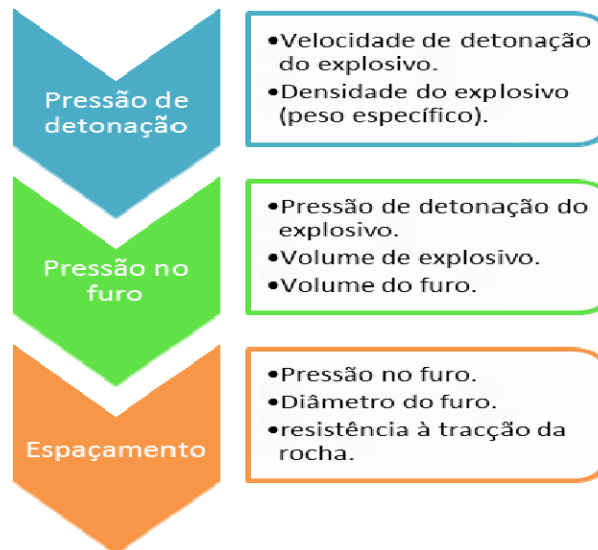 Pressão de
detonação
•Velocidade de detonação
do explosivo.
•Densidade do explosivo
(peso específico).
Pressão no
furo
•Pressão de detonação do
explosivo.
•Volume de explosivo.
•Volume do furo.
Espaçamento
•Pressão no furo.
•Diâmetro do furo.
•resistência à tracção da
rocha.